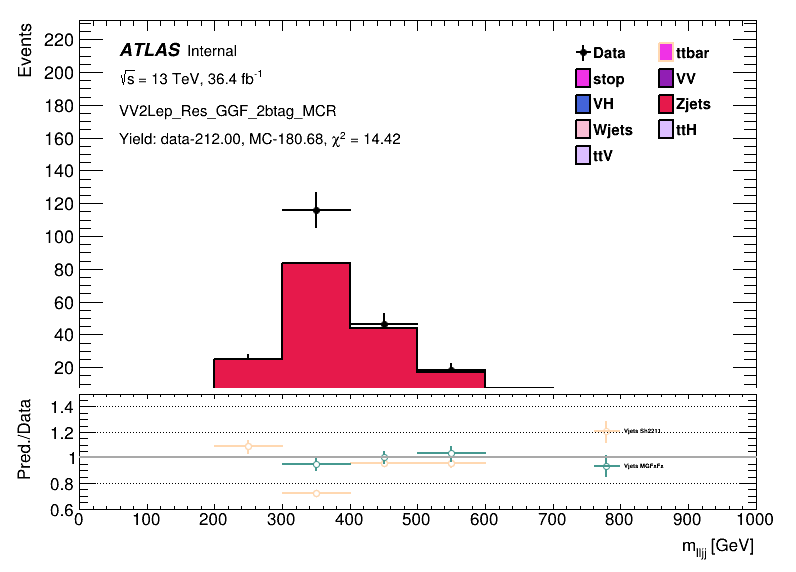 Events
220
200
180
160
140
120
100
80
60
40
20
ATLAS Internal
√s = 13 TeV, 36.4 fb⁻¹
VV2Lep_Res_GGF_2btag_MCR
Yield: data-212.00, MC-180.68, χ² = 14.42
Data
ttbar
stop
VV
VH
Zjets
Wjets
ttH
ttV
Pred./Data
1.4
1.2
1
0.8
0.6
Vjets Sh2211
Vjets MGFxFx
0 100 200 300 400 500 600 700 800 900 1000
m_lljj [GeV]